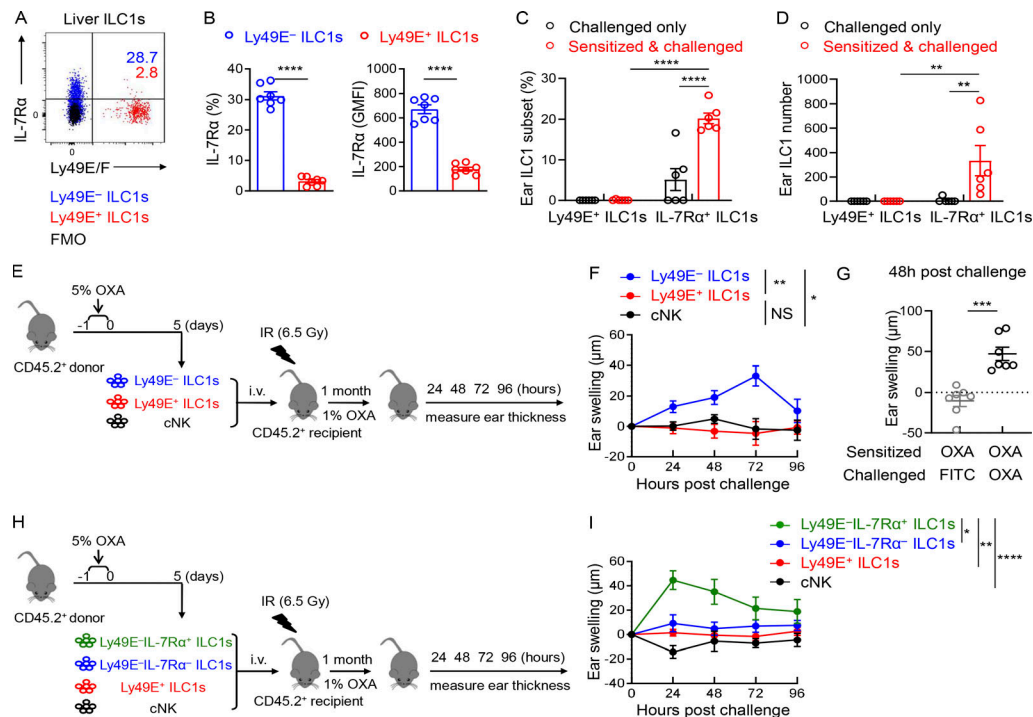 A
Liver ILC1s
28.7
2.8
IL-7Rα
0
0
Ly49E/F
Ly49E⁻ ILC1s
Ly49E⁺ ILC1s
FMO
B
Ly49E⁻ ILC1s
Ly49E⁺ ILC1s
****
IL-7Rα (%)
40
30
20
10
0
****
IL-7Rα (GMFI)
1000
800
600
400
200
0
C
Challenged only
Sensitized & challenged
****
****
Ear ILC1 subset (%)
50
40
30
20
10
0
Ly49E⁺ ILC1s
IL-7Rα⁺ ILC1s
D
Challenged only
Sensitized & challenged
**
**
Ear ILC1 number
1000
800
600
400
200
0
Ly49E⁺ ILC1s
IL-7Rα⁺ ILC1s
E
5% OXA
-1
0
5 (days)
CD45.2⁺ donor
Ly49E⁻ ILC1s
Ly49E⁺ ILC1s
cNK
i.v.
IR (6.5 Gy)
CD45.2⁺ recipient
1 month
1% OXA
24 48 72 96 (hours)
measure ear thickness
F
Ly49E⁻ ILC1s
Ly49E⁺ ILC1s
cNK
**
NS
*
Ear swelling (μm)
60
40
20
0
-20
0 24 48 72 96
Hours post challenge
G
48h post challenge
***
Ear swelling (μm)
100
50
0
-50
Sensitized OXA OXA
Challenged FITC OXA
H
5% OXA
-1
0
5 (days)
CD45.2⁺ donor
Ly49E⁻IL-7Rα⁺ ILC1s
Ly49E⁻IL-7Rα⁻ ILC1s
Ly49E⁺ ILC1s
cNK
i.v.
IR (6.5 Gy)
CD45.2⁺ recipient
1 month
1% OXA
24 48 72 96 (hours)
measure ear thickness
I
Ly49E⁻IL-7Rα⁺ ILC1s
Ly49E⁻IL-7Rα⁻ ILC1s
Ly49E⁺ ILC1s
cNK
*
**
****
Ear swelling (μm)
60
40
20
0
-20
-40
0 24 48 72 96
Hours post challenge